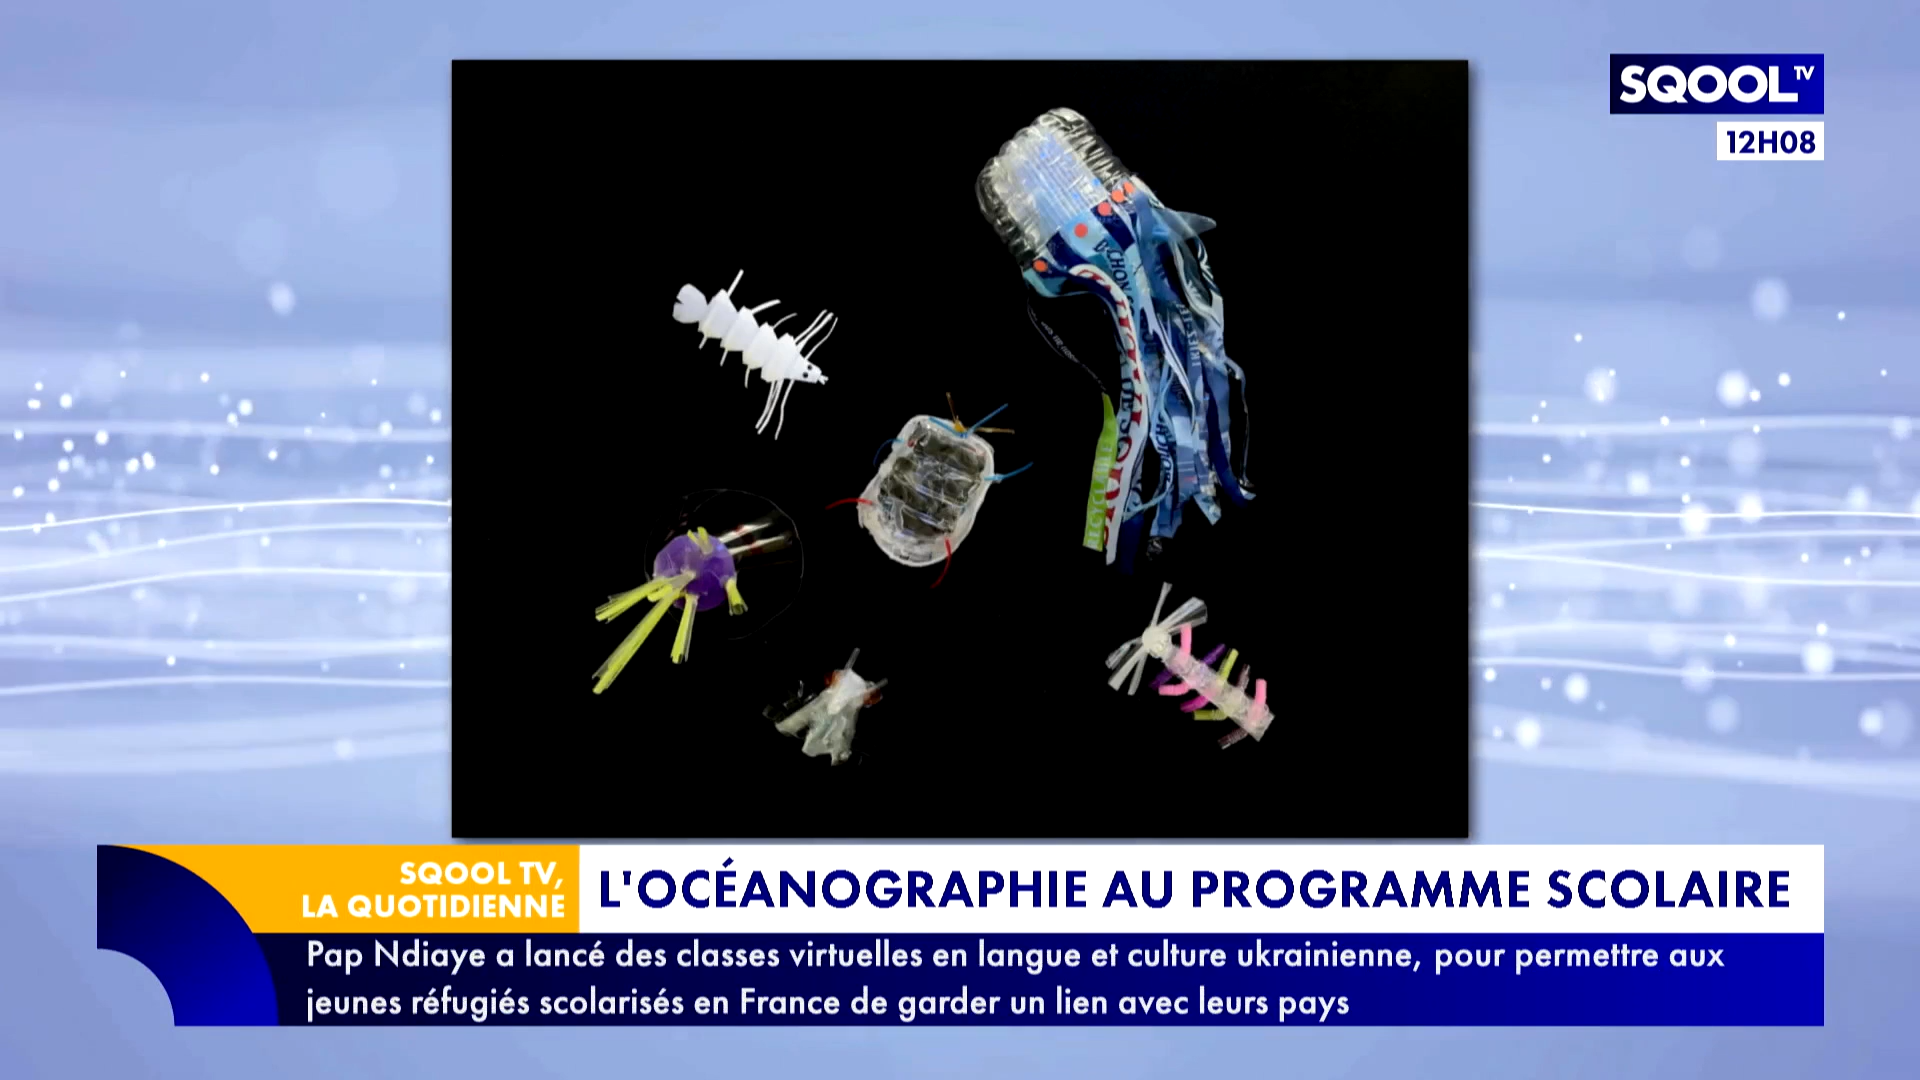 SQOOL TV
12H08
RECYCLABLE
SQOOL TV,
LA QUOTIDIENNE
L'OCÉANOGRAPHIE AU PROGRAMME SCOLAIRE
Pap Ndiaye a lancé des classes virtuelles en langue et culture ukrainienne, pour permettre aux
jeunes réfugiés scolarisés en France de garder un lien avec leurs pays